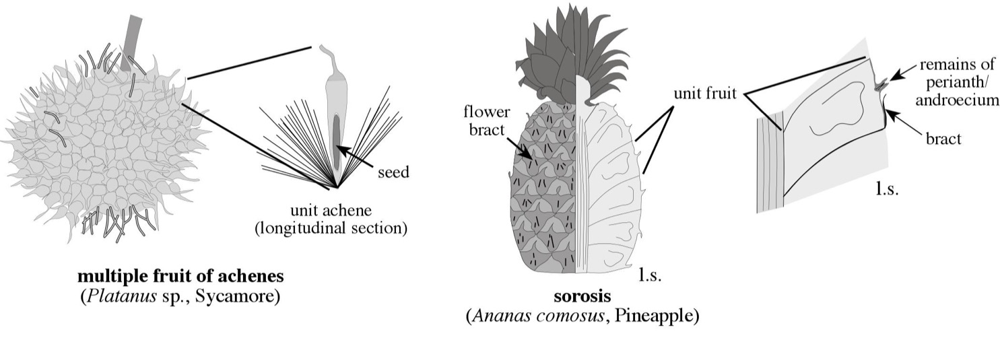 seed
unit achene
(longitudinal section)
multiple fruit of achenes
(Platanus sp., Sycamore)
flower
bract
unit fruit
l.s.
sorosis
(Ananas comosus, Pineapple)
remains of
perianth/
androecium
bract
l.s.